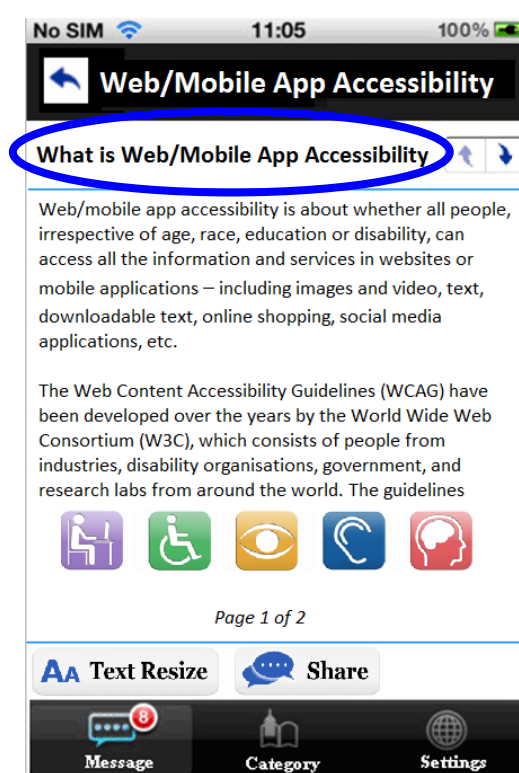 No SIM 11:05 100%
Web/Mobile App Accessibility
What is Web/Mobile App Accessibility
Web/mobile app accessibility is about whether all people,
irrespective of age, race, education or disability, can
access all the information and services in websites or
mobile applications – including images and video, text,
downloadable text, online shopping, social media
applications, etc.
The Web Content Accessibility Guidelines (WCAG) have
been developed over the years by the World Wide Web
Consortium (W3C), which consists of people from
industries, disability organisations, government, and
research labs from around the world. The guidelines
Page 1 of 2
AA Text Resize Share
8
Message Category Settings